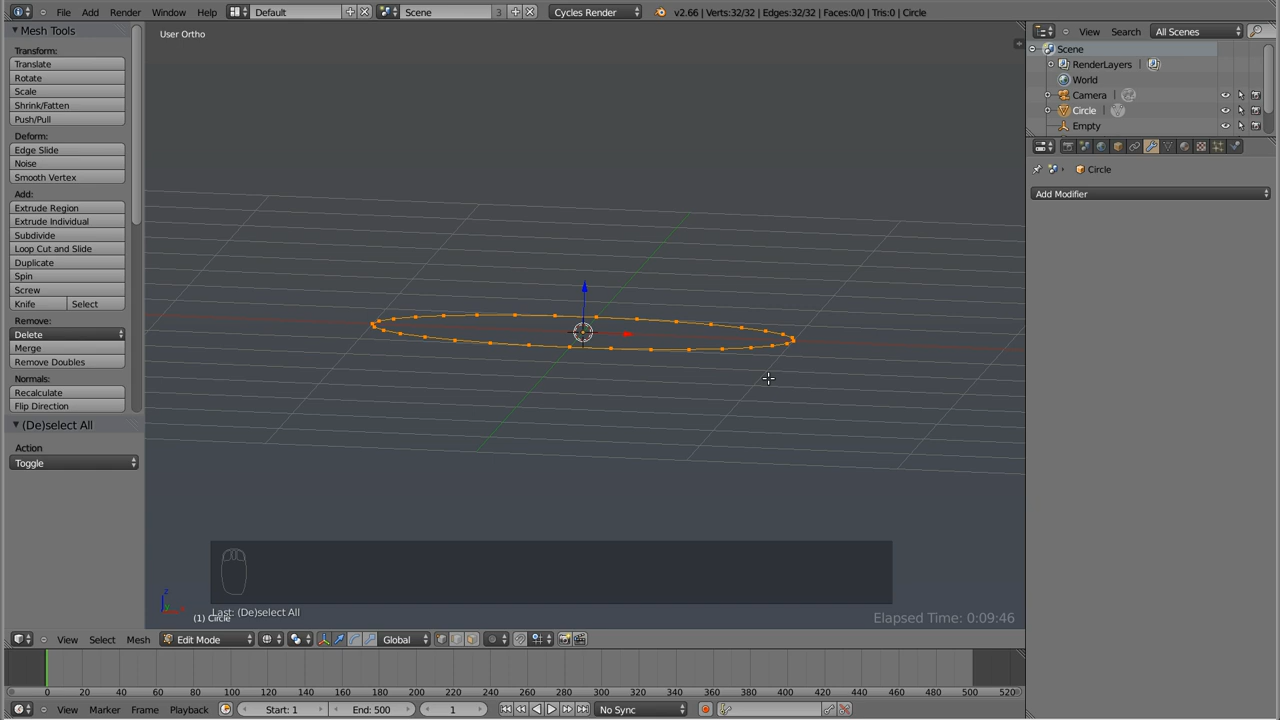 File Add Render Window Help Default Scene 3 Cycles Render v2.66 | Verts:32/32 | Edges:32/32 | Faces:0/0 | Tris:0 | Circle
Mesh Tools
Transform:
Translate
Rotate
Scale
Shrink/Fatten
Push/Pull
Deform:
Edge Slide
Noise
Smooth Vertex
Add:
Extrude Region
Extrude Individual
Subdivide
Loop Cut and Slide
Duplicate
Spin
Screw
Knife Select
Remove:
Delete
Merge
Remove Doubles
Normals:
Recalculate
Flip Direction
(De)select All
Action
Toggle
User Ortho
Last: (De)select All
(1) Circle
Elapsed Time: 0:09:46
View Search All Scenes
Scene
RenderLayers
World
Camera
Circle
Empty
Circle
Add Modifier
View Select Mesh Edit Mode Global
0 20 40 60 80 100 120 140 160 180 200 220 240 260 280 300 320 340 360 380 400 420 440 460 480 500 520
View Marker Frame Playback Start: 1 End: 500 1 No Sync